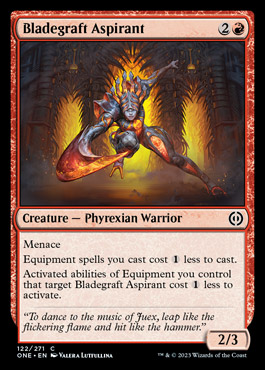 Bladegraft Aspirant 2
Creature — Phyrexian Warrior
Menace
Equipment spells you cast cost 1 less to cast.
Activated abilities of Equipment you control
that target Bladegraft Aspirant cost 1 less to
activate.
"To dance to the music of Juex, leap like the
flickering flame and hit like the hammer."
2/3
122/271 C
ONE • EN VALERA LUTFULLINA
™ & © 2023 Wizards of the Coast